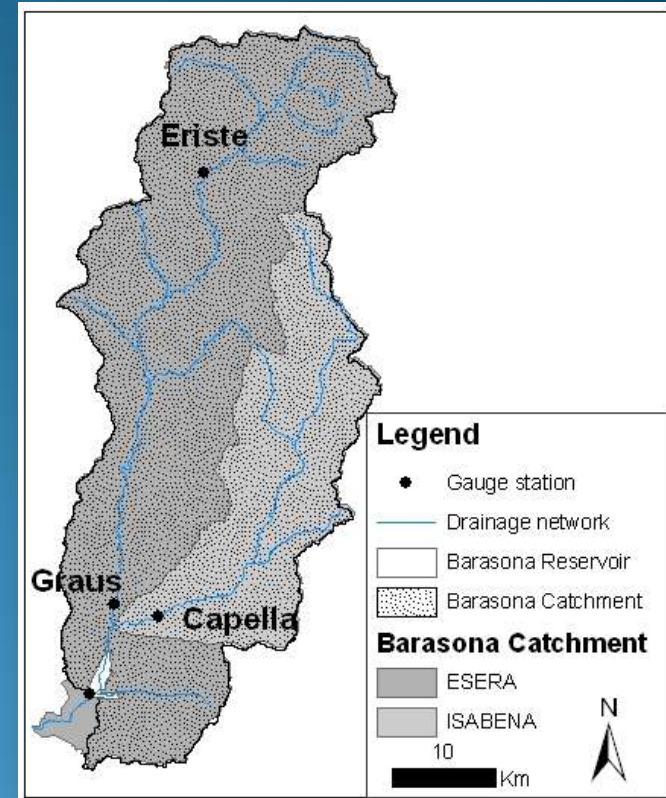 Eriste
Graus
Capella
Legend
Gauge station
Drainage network
Barasona Reservoir
Barasona Catchment
Barasona Catchment
ESERA
ISABENA
N
10
Km